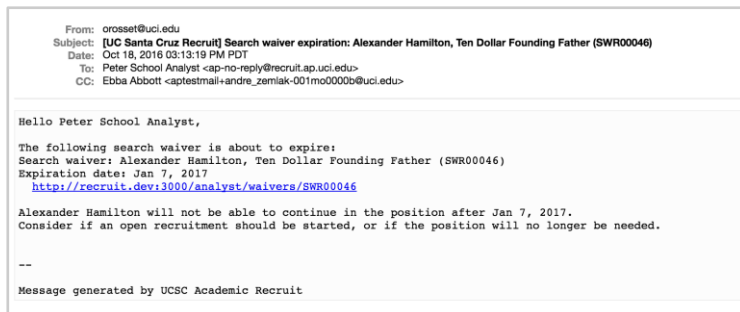 From: orosset@uci.edu
Subject: [UC Santa Cruz Recruit] Search waiver expiration: Alexander Hamilton, Ten Dollar Founding Father (SWR00046)
Date: Oct 18, 2016 03:13:19 PM PDT
To: Peter School Analyst <ap-no-reply@recruit.ap.uci.edu>
CC: Ebba Abbott <aptestmail+andre_zemlak-001mo0000b@uci.edu>
Hello Peter School Analyst,
The following search waiver is about to expire:
Search waiver: Alexander Hamilton, Ten Dollar Founding Father (SWR00046)
Expiration date: Jan 7, 2017
http://recruit.dev:3000/analyst/waivers/SWR00046
Alexander Hamilton will not be able to continue in the position after Jan 7, 2017.
Consider if an open recruitment should be started, or if the position will no longer be needed.
--
Message generated by UCSC Academic Recruit